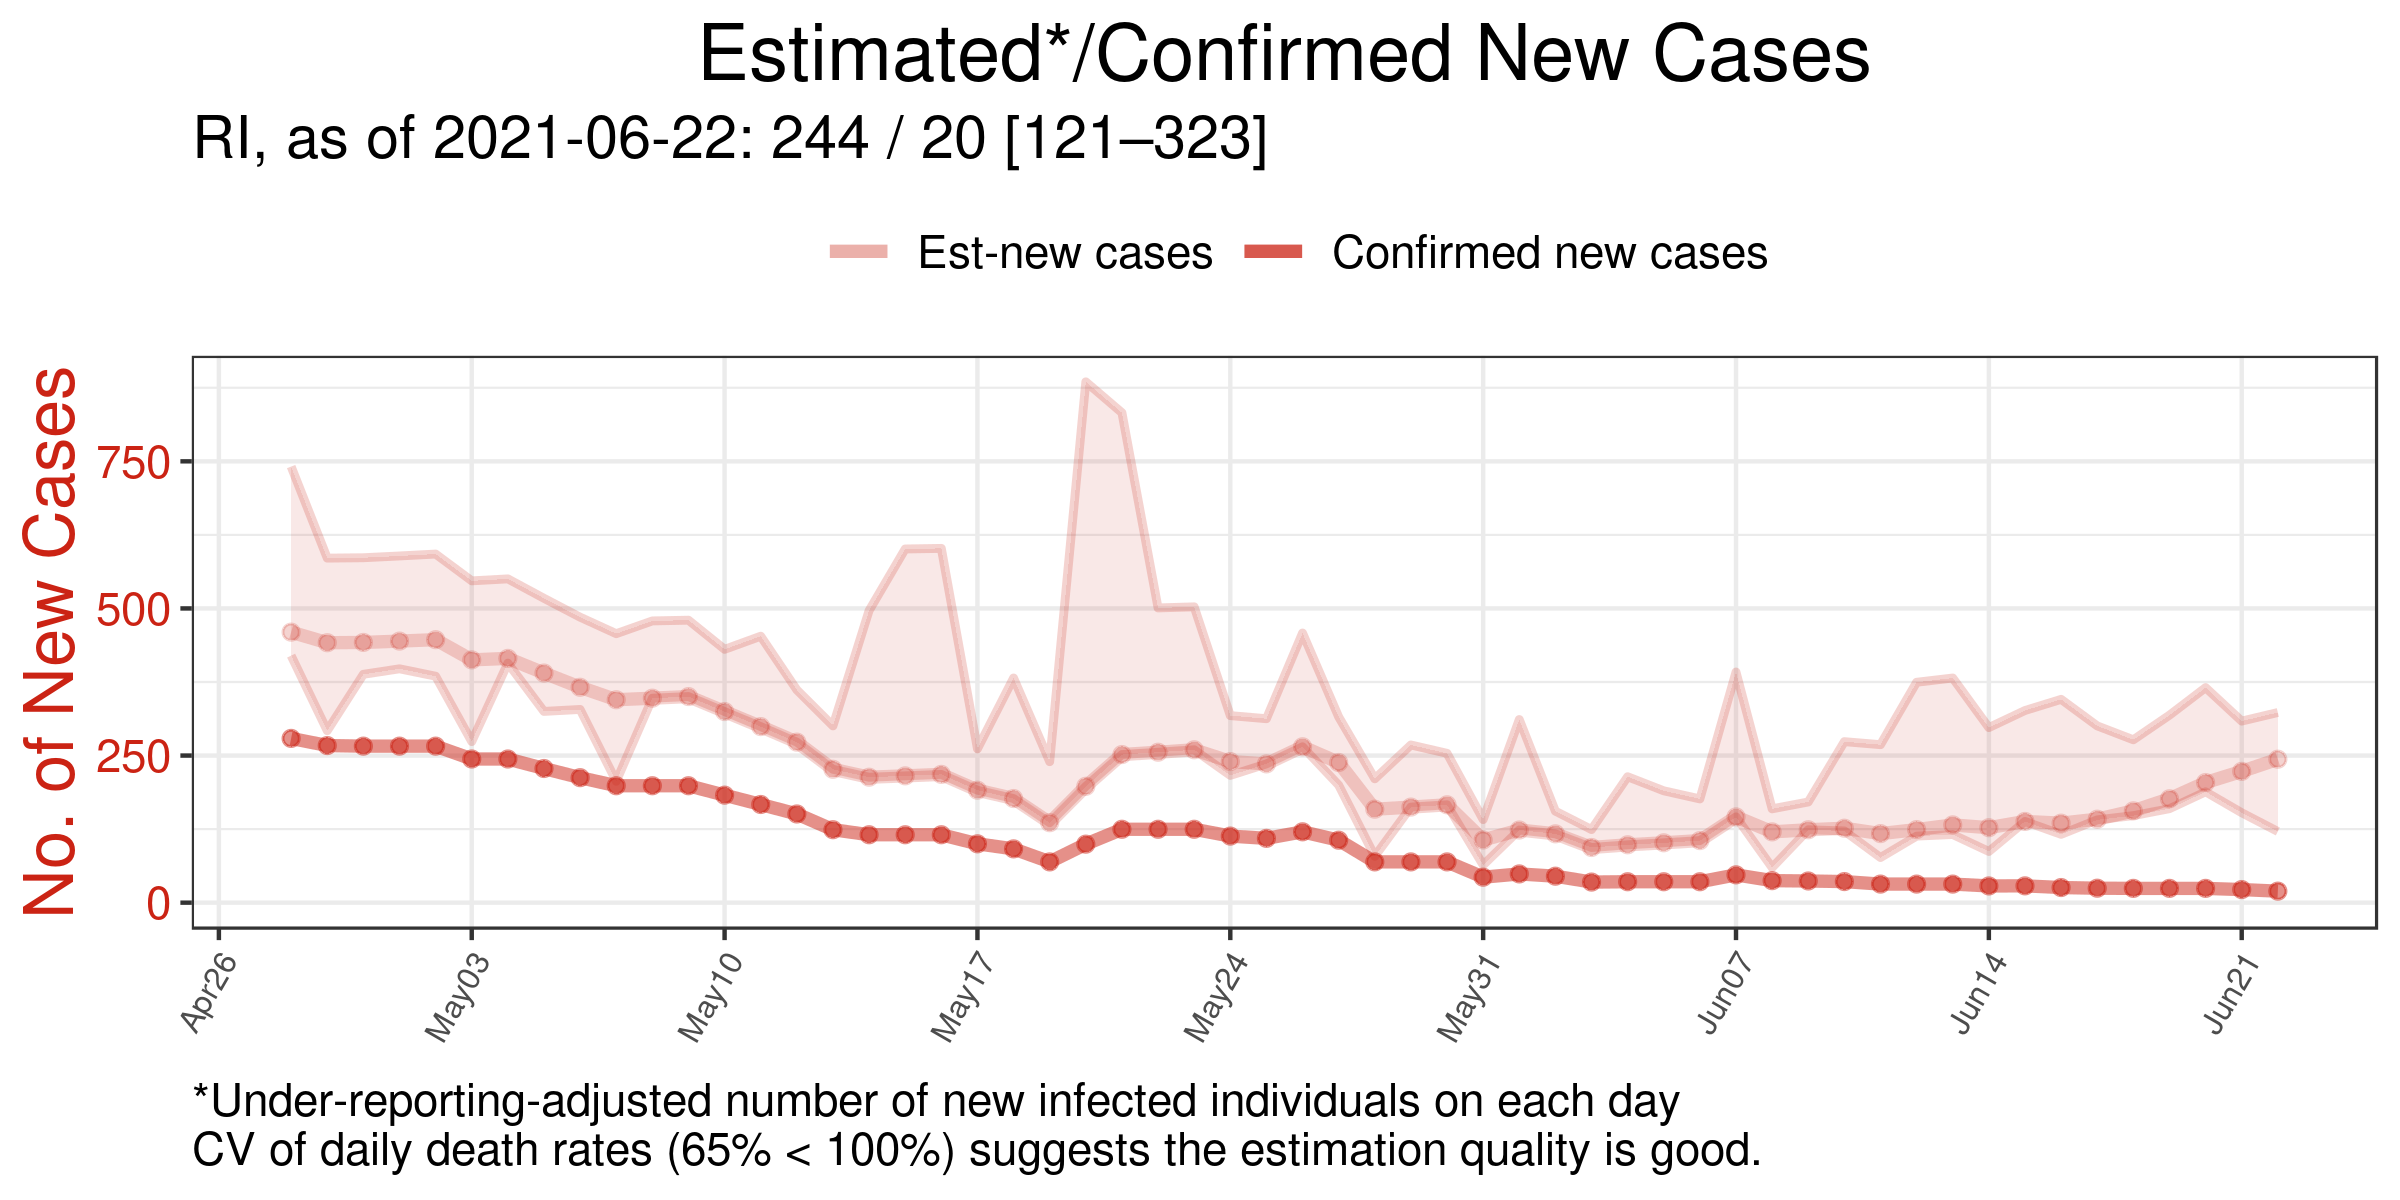 Estimated*/Confirmed New Cases
RI, as of 2021-06-22: 244 / 20 [121–323]
Est-new cases Confirmed new cases
No. of New Cases
750
500
250
0
Apr26 May03 May10 May17 May24 May31 Jun07 Jun14 Jun21
*Under-reporting-adjusted number of new infected individuals on each day
CV of daily death rates (65% < 100%) suggests the estimation quality is good.